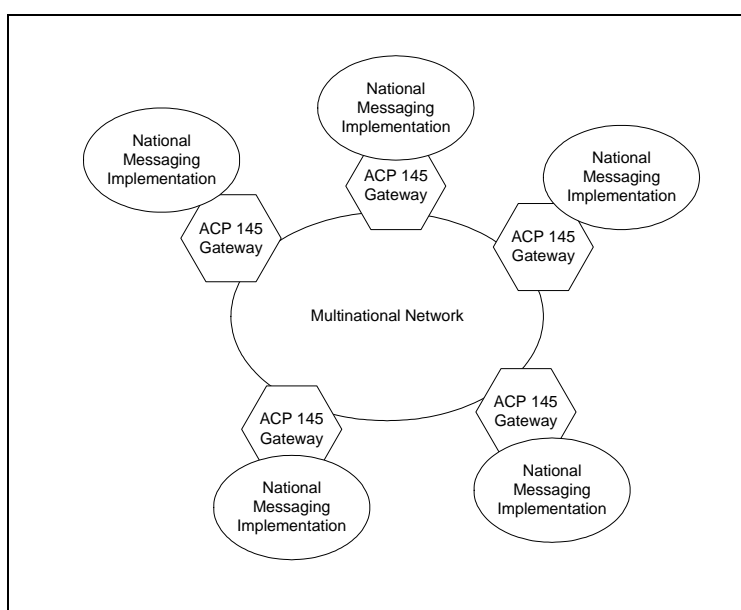 National
Messaging
Implementation
ACP 145
Gateway
National
Messaging
Implementation
ACP 145
Gateway
National
Messaging
Implementation
ACP 145
Gateway
Multinational Network
ACP 145
Gateway
National
Messaging
Implementation
ACP 145
Gateway
National
Messaging
Implementation